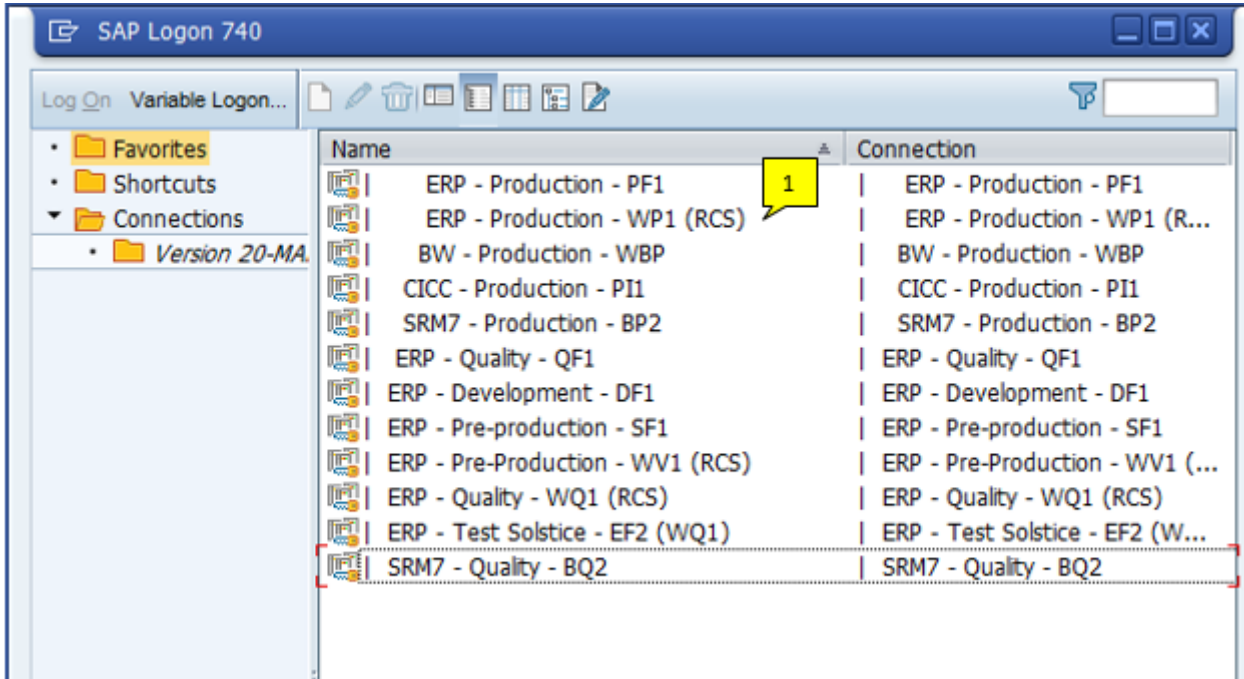 SAP Logon 740
Log On Variable Logon...
Favorites
Shortcuts
Connections
Version 20-MA.
Name Connection
| ERP - Production - PF1 | ERP - Production - PF1
1
| ERP - Production - WP1 (RCS) | ERP - Production - WP1 (R...
| BW - Production - WBP | BW - Production - WBP
| CICC - Production - PI1 | CICC - Production - PI1
| SRM7 - Production - BP2 | SRM7 - Production - BP2
| ERP - Quality - QF1 | ERP - Quality - QF1
| ERP - Development - DF1 | ERP - Development - DF1
| ERP - Pre-production - SF1 | ERP - Pre-production - SF1
| ERP - Pre-Production - WV1 (RCS) | ERP - Pre-Production - WV1 (...
| ERP - Quality - WQ1 (RCS) | ERP - Quality - WQ1 (RCS)
| ERP - Test Solstice - EF2 (WQ1) | ERP - Test Solstice - EF2 (W...
| SRM7 - Quality - BQ2 | SRM7 - Quality - BQ2